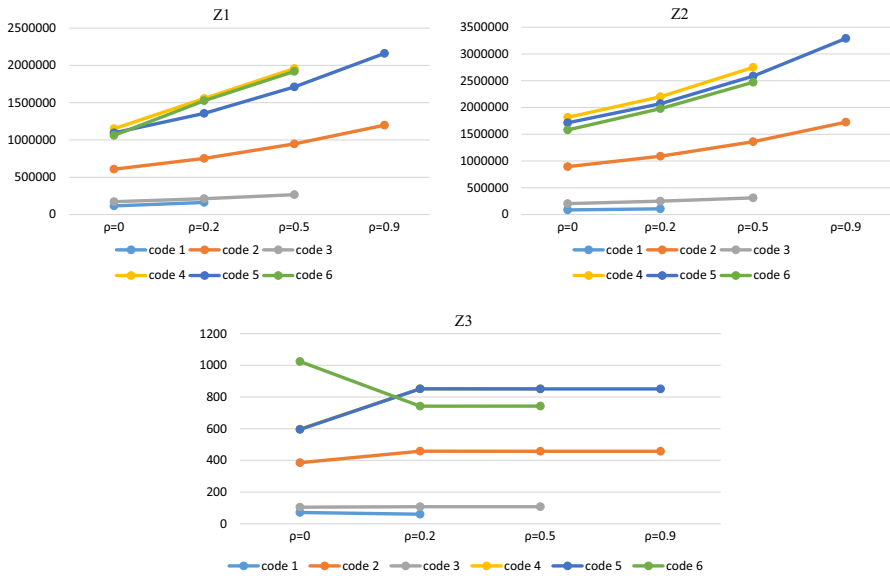 Z1
2500000
2000000
1500000
1000000
500000
0
ρ=0 ρ=0.2 ρ=0.5 ρ=0.9
code 1 code 2 code 3
code 4 code 5 code 6
Z2
3500000
3000000
2500000
2000000
1500000
1000000
500000
0
ρ=0 ρ=0.2 ρ=0.5 ρ=0.9
code 1 code 2 code 3
code 4 code 5 code 6
Z3
1200
1000
800
600
400
200
0
ρ=0 ρ=0.2 ρ=0.5 ρ=0.9
code 1 code 2 code 3 code 4 code 5 code 6